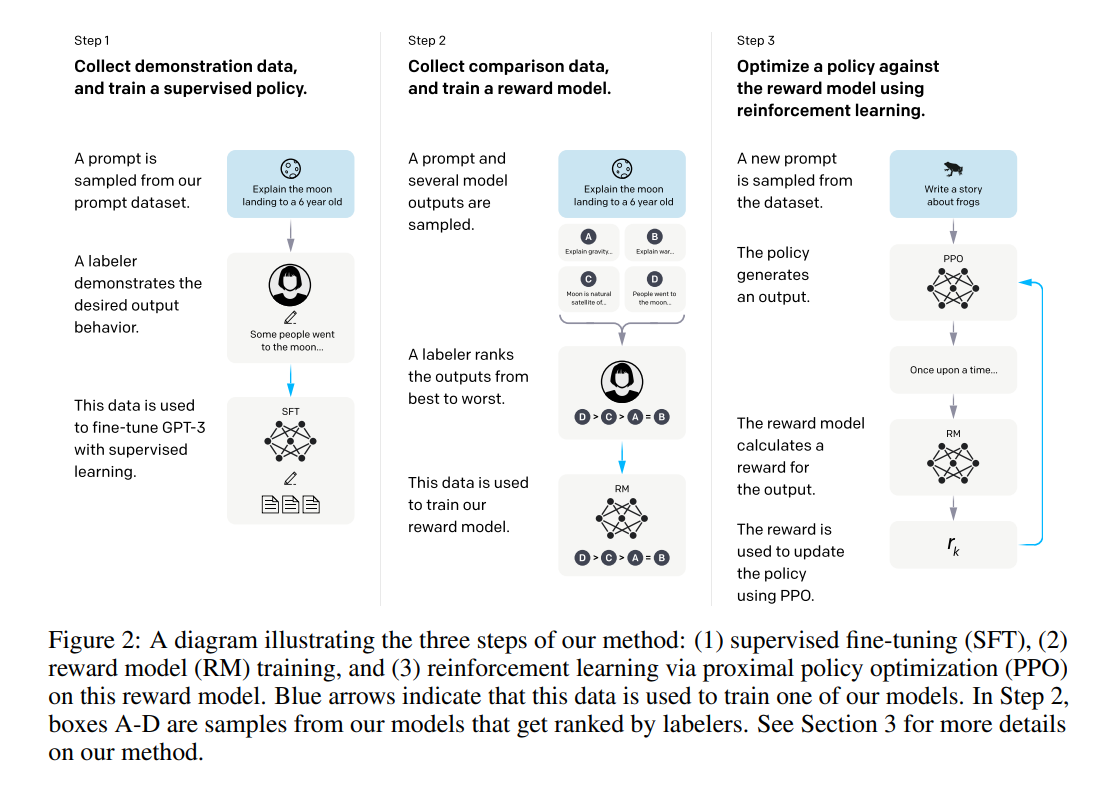 Step 1
Collect demonstration data,
and train a supervised policy.
A prompt is
sampled from our
prompt dataset.
Explain the moon
landing to a 6 year old
A labeler
demonstrates the
desired output
behavior.
Some people went
to the moon...
This data is used
to fine-tune GPT-3
with supervised
learning.
SFT
Step 2
Collect comparison data,
and train a reward model.
A prompt and
several model
outputs are
sampled.
Explain the moon
landing to a 6 year old
A
Explain gravity...
B
Explain war...
C
Moon is natural
satellite of...
D
People went to
the moon...
A labeler ranks
the outputs from
best to worst.
D > C > A = B
This data is used
to train our
reward model.
RM
D > C > A = B
Step 3
Optimize a policy against
the reward model using
reinforcement learning.
A new prompt
is sampled from
the dataset.
Write a story
about frogs
The policy
generates
an output.
PPO
Once upon a time...
The reward model
calculates a
reward for
the output.
RM
The reward is
used to update
the policy
using PPO.
rₖ
Figure 2: A diagram illustrating the three steps of our method: (1) supervised fine-tuning (SFT), (2)
reward model (RM) training, and (3) reinforcement learning via proximal policy optimization (PPO)
on this reward model. Blue arrows indicate that this data is used to train one of our models. In Step 2,
boxes A-D are samples from our models that get ranked by labelers. See Section 3 for more details
on our method.